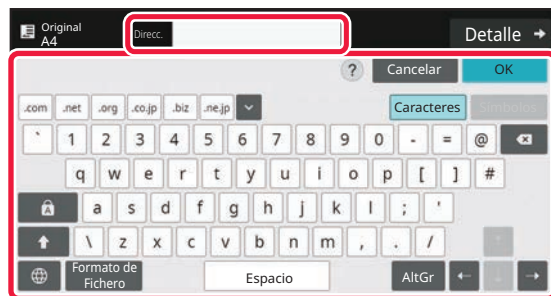 Original
A4
Direcc.
Detalle
? Cancelar OK
.com .net .org .co.jp .biz .ne.jp Caracteres Símbolos
` 1 2 3 4 5 6 7 8 9 0 - = @
q w e r t y u i o p [ ] #
A a s d f g h j k l ; '
\ z x c v b n m , . /
Formato de
Fichero
Espacio AltGr